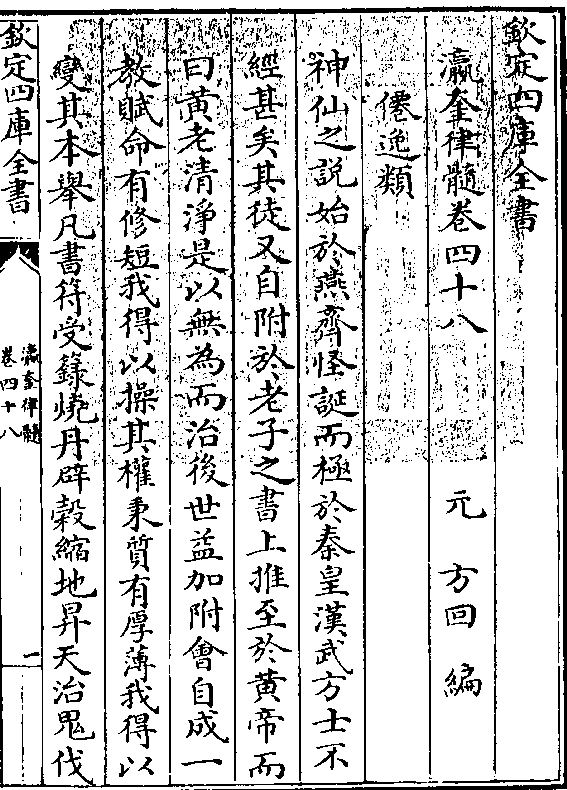 欽定四庫全書
瀛奎律髓卷四十八
元 方回 編
僊逸類
神仙之說始於燕齊怪誕而極於秦皇漢武方士不
經甚矣其徒又自附於老子之書上推至於黄帝而
曰黄老清淨是以無為而治後世益加附會自成一
教賦命有修短我得以操其權秉質有厚薄我得以
變其本舉凡書符受籙燒丹辟穀縮地昇天治鬼伐
欽定四庫全書
瀛奎律髓
卷四十八
一